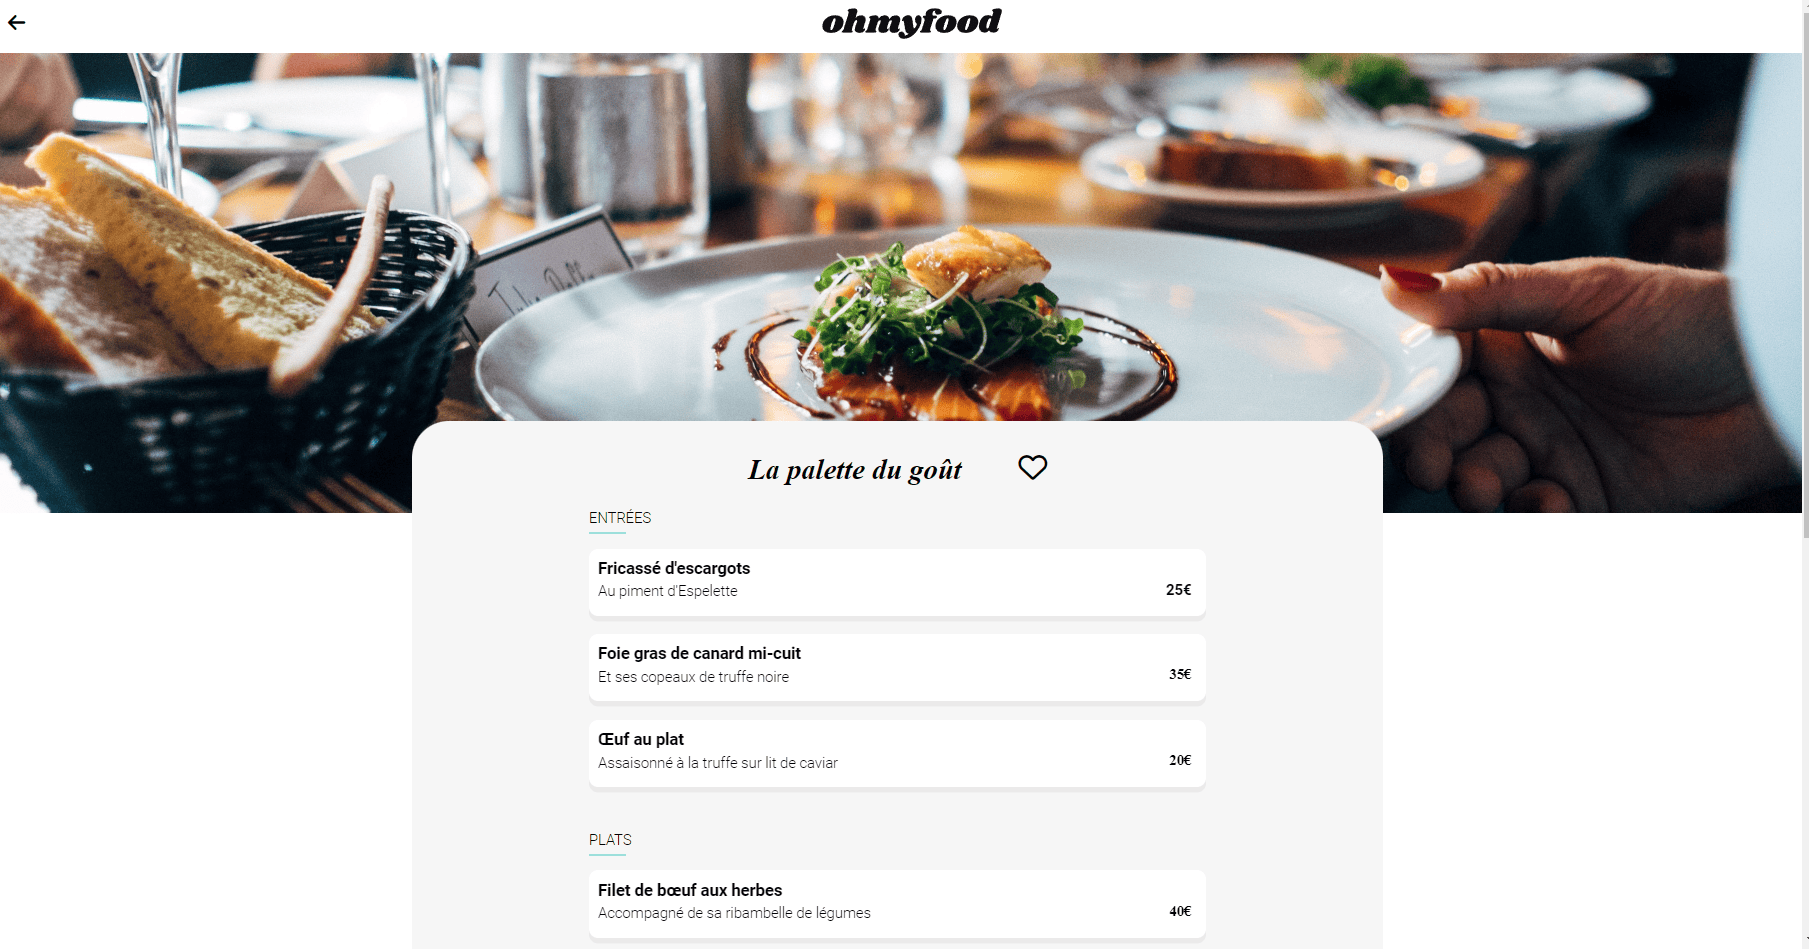 ohmyfood
La palette du goût
ENTRÉES
Fricassé d'escargots
Au piment d'Espelette
25€
Foie gras de canard mi-cuit
Et ses copeaux de truffe noire
35€
Œuf au plat
Assaisonné à la truffe sur lit de caviar
20€
PLATS
Filet de bœuf aux herbes
Accompagné de sa ribambelle de légumes
40€